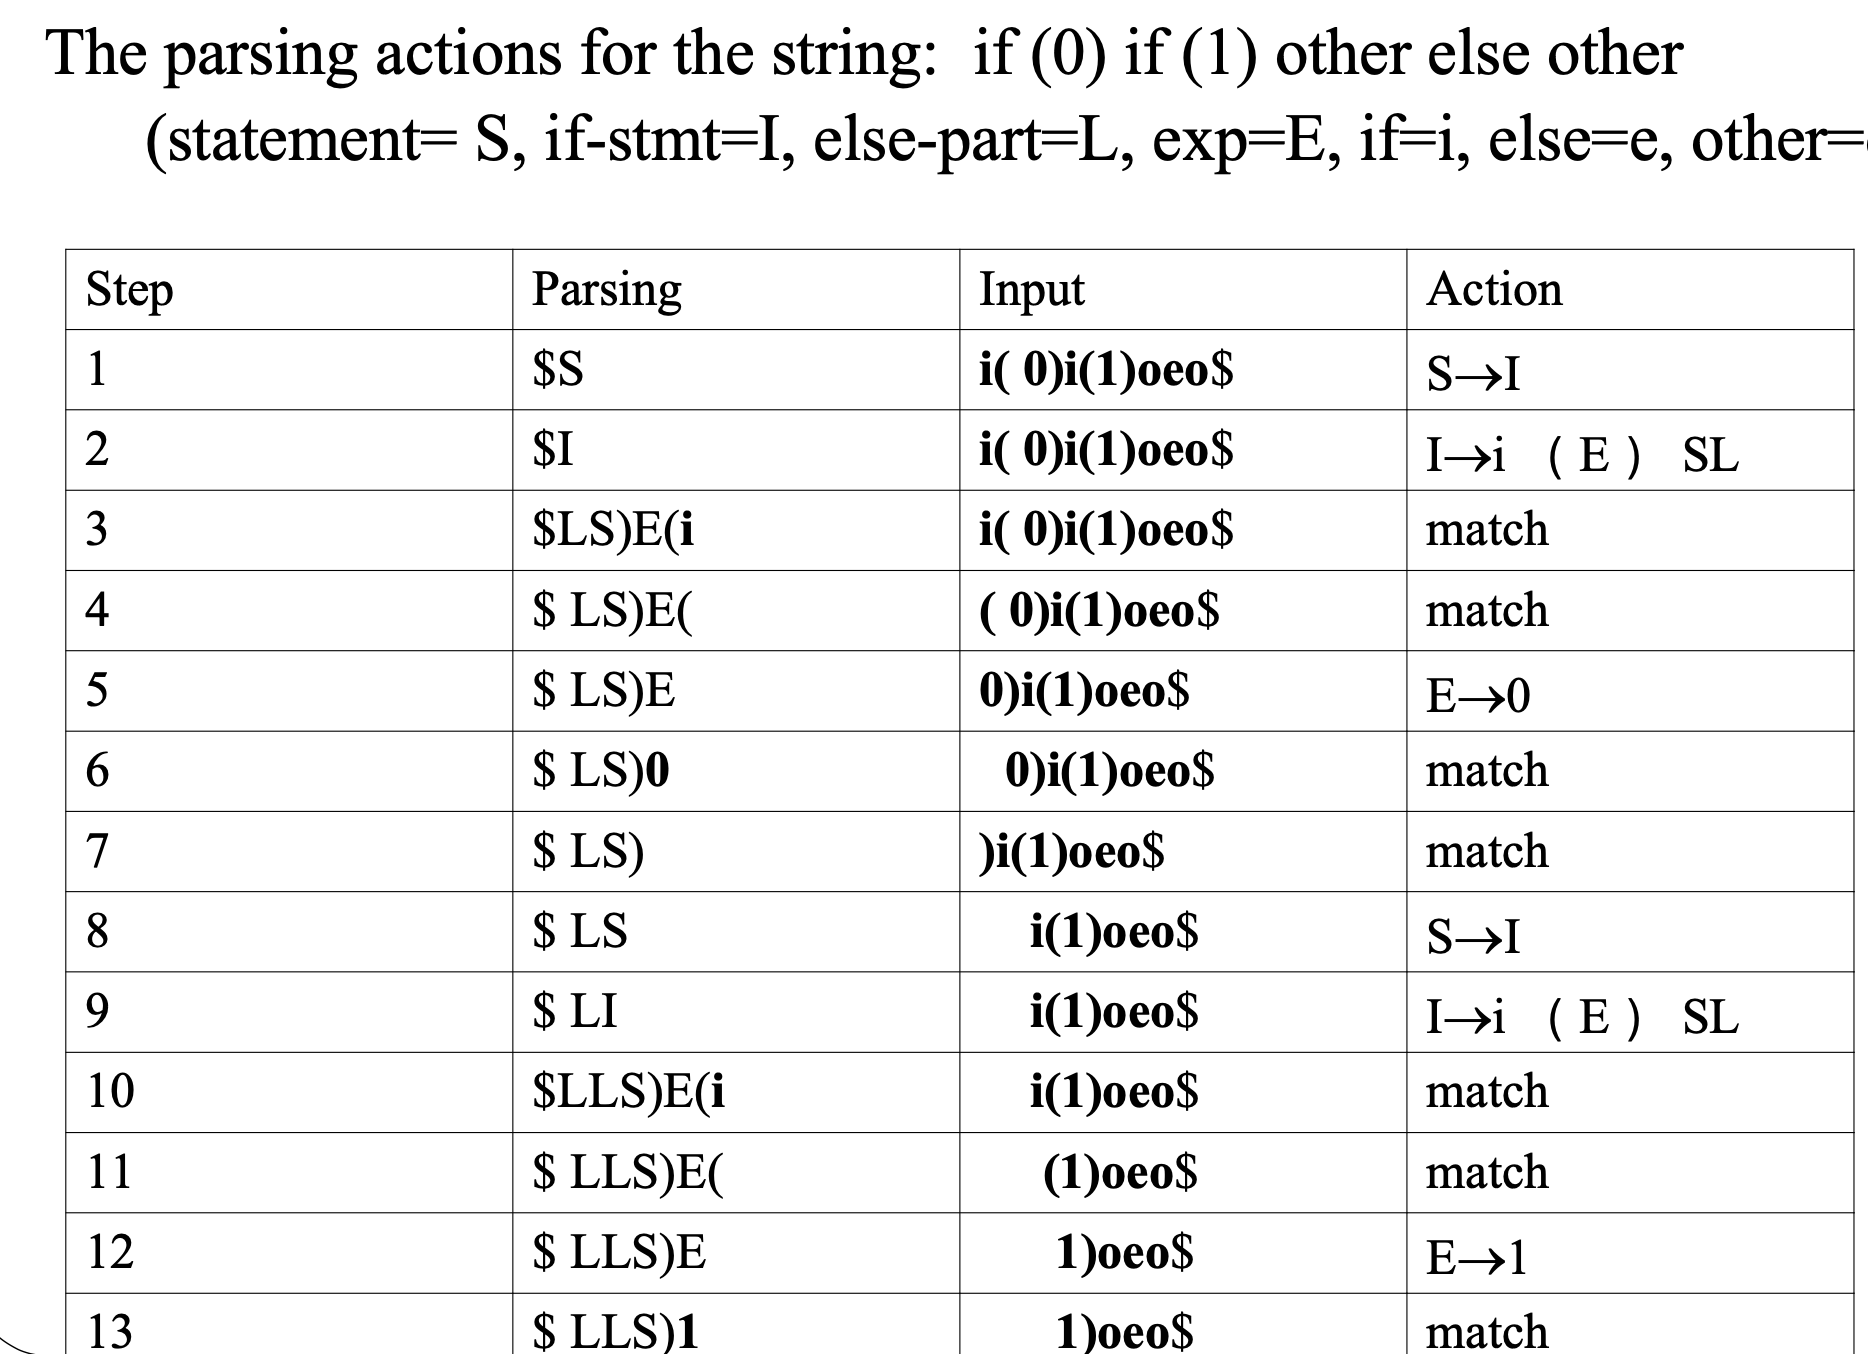 The parsing actions for the string: if (0) if (1) other else other
(statement= S, if-stmt=I, else-part=L, exp=E, if=i, else=e, other=
Step Parsing Input Action
1 $S i( 0)i(1)oeo$ S→I
2 $I i( 0)i(1)oeo$ I→i ( E ) SL
3 $LS)E(i i( 0)i(1)oeo$ match
4 $ LS)E( ( 0)i(1)oeo$ match
5 $ LS)E 0)i(1)oeo$ E→0
6 $ LS)0 0)i(1)oeo$ match
7 $ LS) )i(1)oeo$ match
8 $ LS i(1)oeo$ S→I
9 $ LI i(1)oeo$ I→i ( E ) SL
10 $LLS)E(i i(1)oeo$ match
11 $ LLS)E( (1)oeo$ match
12 $ LLS)E 1)oeo$ E→1
13 $ LLS)1 1)oeo$ match